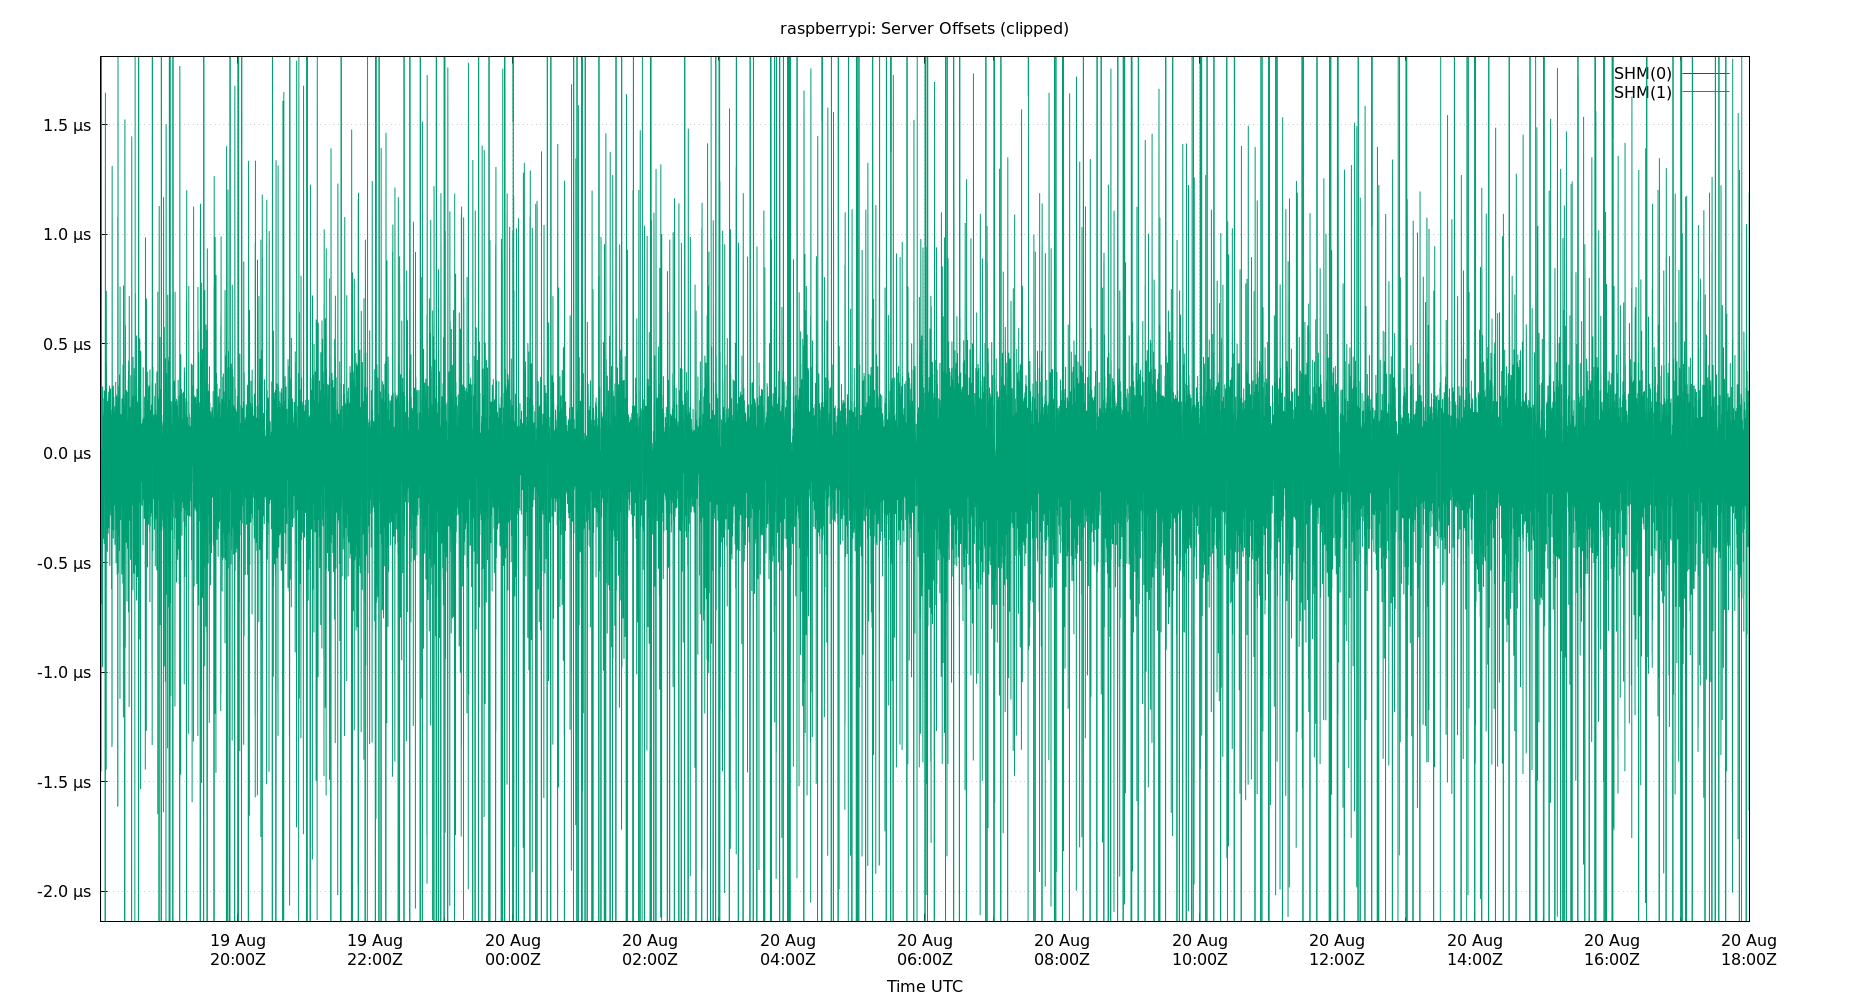 raspberrypi: Server Offsets (clipped)
SHM(0)
SHM(1)
1.5 µs
1.0 µs
0.5 µs
0.0 µs
-0.5 µs
-1.0 µs
-1.5 µs
-2.0 µs
19 Aug 19 Aug 20 Aug 20 Aug 20 Aug 20 Aug 20 Aug 20 Aug 20 Aug 20 Aug 20 Aug 20 Aug
20:00Z 22:00Z 00:00Z 02:00Z 04:00Z 06:00Z 08:00Z 10:00Z 12:00Z 14:00Z 16:00Z 18:00Z
Time UTC